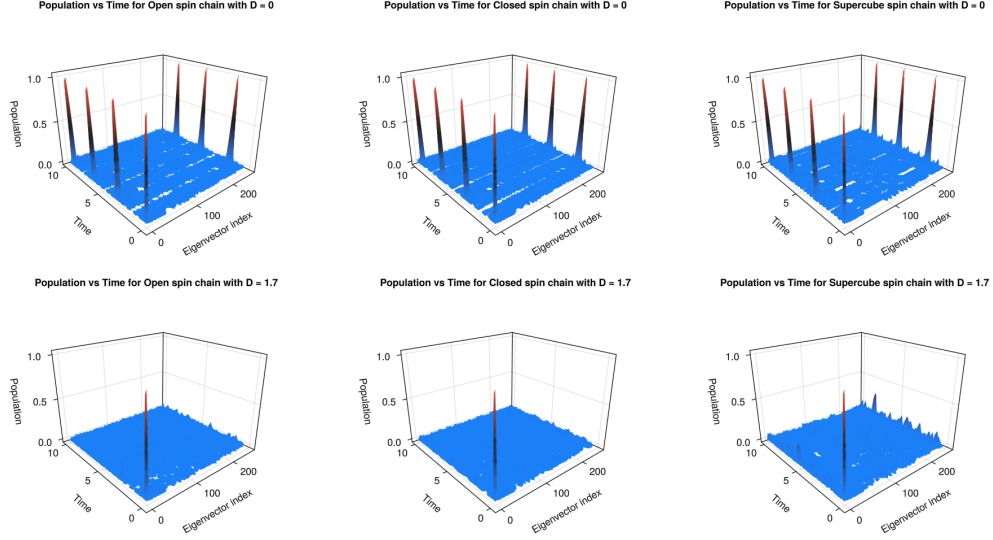 Population vs Time for Open spin chain with D = 0
Population vs Time for Closed spin chain with D = 0
Population vs Time for Supercube spin chain with D = 0
1.0
0.5
0.0
Population
10
5
0
Time
0
100
200
Eigenvector index
1.0
0.5
0.0
Population
10
5
0
Time
0
100
200
Eigenvector index
1.0
0.5
0.0
Population
10
5
0
Time
0
100
200
Eigenvector index
Population vs Time for Open spin chain with D = 1.7
Population vs Time for Closed spin chain with D = 1.7
Population vs Time for Supercube spin chain with D = 1.7
1.0
0.5
0.0
Population
10
5
0
Time
0
100
200
Eigenvector index
1.0
0.5
0.0
Population
10
5
0
Time
0
100
200
Eigenvector index
1.0
0.5
0.0
Population
10
5
0
Time
0
100
200
Eigenvector index